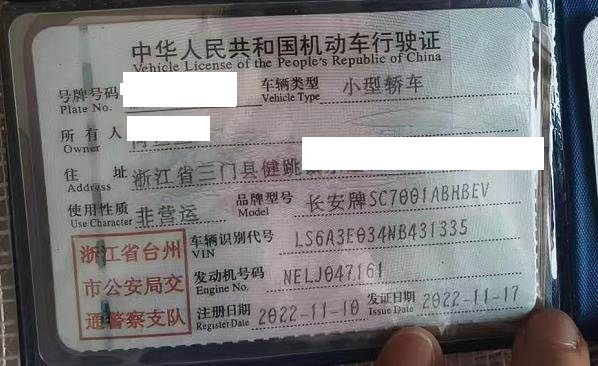 中华人民共和国机动车行驶证
Vehicle License of the People's Republic of China
号牌号码
Plate No.
车辆类型 小型轿车
Vehicle Type
所有人
Owner
住址 浙江省三门县健跳
Address
使用性质 非营运
Use Character
品牌型号 长安牌SC7001ABHBEV
Model
浙江省台州
市公安局交
通警察支队
车辆识别代号 LS6A3E034NB431335
VIN
发动机号码 NELJ047161
Engine No.
注册日期 2022-11-10
Register Date
发证日期 2022-11-17
Issue Date